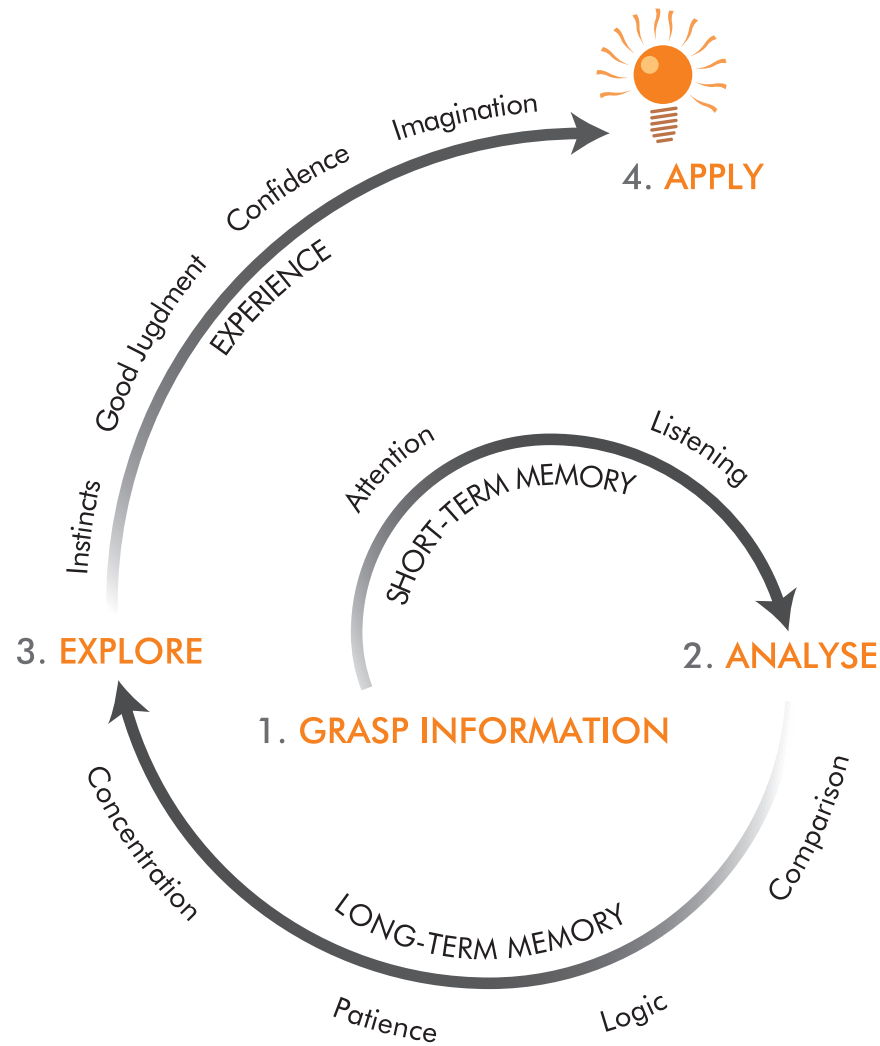 1. GRASP INFORMATION
Attention
Listening
SHORT-TERM MEMORY
2. ANALYSE
Comparison
Logic
Patience
Concentration
LONG-TERM MEMORY
3. EXPLORE
Instincts
Good Jugdment
Confidence
Imagination
EXPERIENCE
4. APPLY